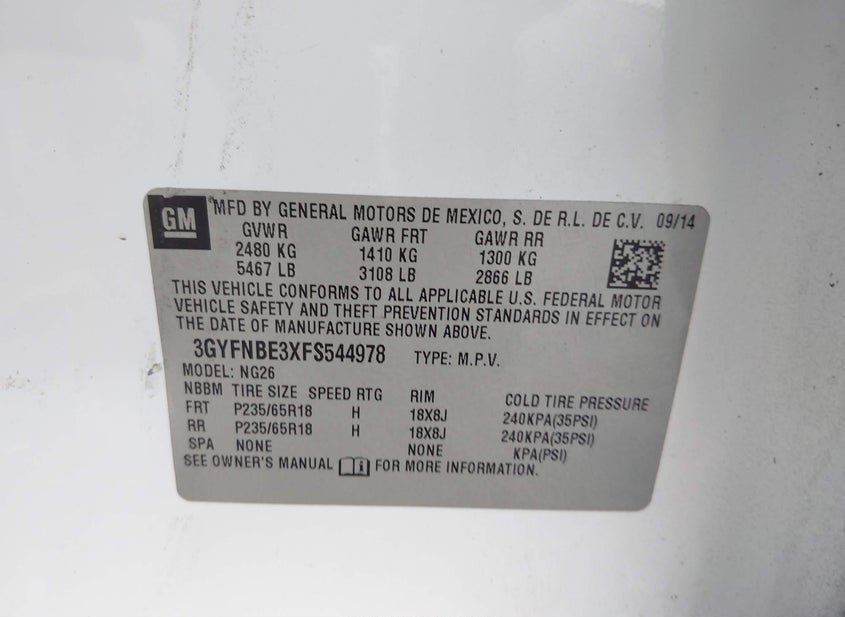 GM
MFD BY GENERAL MOTORS DE MEXICO, S. DE R.L. DE C.V. 09/14
GVWR GAWR FRT GAWR RR
2480 KG 1410 KG 1300 KG
5467 LB 3108 LB 2866 LB
THIS VEHICLE CONFORMS TO ALL APPLICABLE U.S. FEDERAL MOTOR
VEHICLE SAFETY AND THEFT PREVENTION STANDARDS IN EFFECT ON
THE DATE OF MANUFACTURE SHOWN ABOVE.
3GYFNBE3XFS544978 TYPE: M.P.V.
MODEL: NG26
NBBM TIRE SIZE SPEED RTG RIM COLD TIRE PRESSURE
FRT P235/65R18 H 18X8J 240KPA(35PSI)
RR P235/65R18 H 18X8J 240KPA(35PSI)
SPA NONE NONE KPA(PSI)
SEE OWNER'S MANUAL FOR MORE INFORMATION.